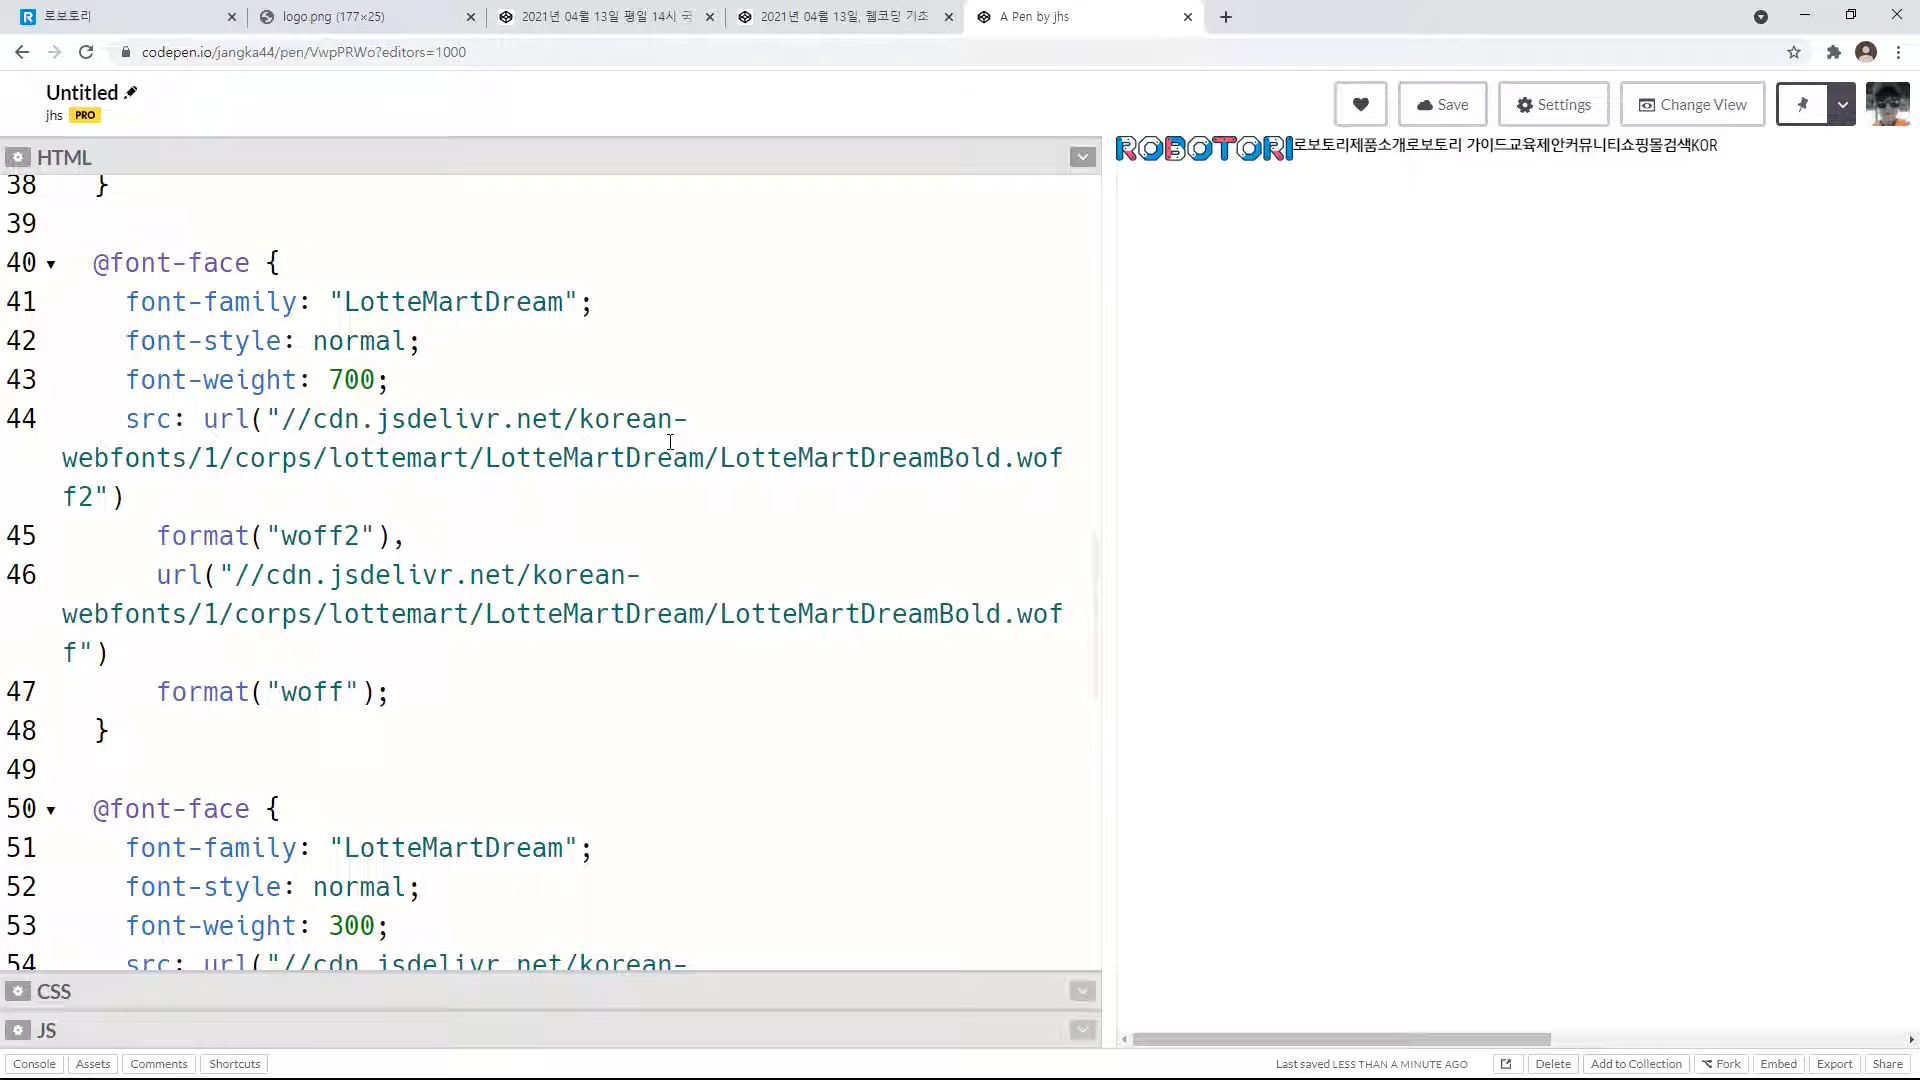 로보토리
logo.png (177×25)
2021년 04월 13일 평일 14시 국
2021년 04월 13일, 웹코딩 기초
A Pen by jhs
codepen.io/jangka44/pen/VwpPRWo?editors=1000
Untitled
jhs PRO
Save
Settings
Change View
HTML
ROBOTORI로보토리제품소개로보토리 가이드교육제안커뮤니티쇼핑몰검색KOR
38 }
39
40 @font-face {
41 font-family: "LotteMartDream";
42 font-style: normal;
43 font-weight: 700;
44 src: url("//cdn.jsdelivr.net/korean-
webfonts/1/corps/lottemart/LotteMartDream/LotteMartDreamBold.wof
f2")
45 format("woff2"),
46 url("//cdn.jsdelivr.net/korean-
webfonts/1/corps/lottemart/LotteMartDream/LotteMartDreamBold.wof
f")
47 format("woff");
48 }
49
50 @font-face {
51 font-family: "LotteMartDream";
52 font-style: normal;
53 font-weight: 300;
54 src: url("//cdn.jsdelivr.net/korean-
CSS
JS
Console
Assets
Comments
Shortcuts
Last saved LESS THAN A MINUTE AGO
Delete
Add to Collection
Fork
Embed
Export
Share